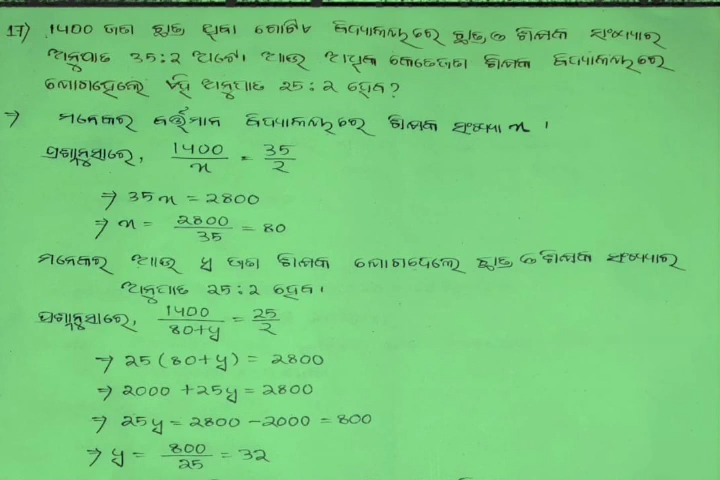 17) 1400 ଜଣ ଛାତ୍ର ଥିବା ଗୋଟିଏ ବିଦ୍ୟାଳୟରେ ଛାତ୍ର ଓ ଶିକ୍ଷକ ସଂଖ୍ୟାର
ଅନୁପାତ 35:2 ଅଟେ। ଆଉ ଅଧିକ କେତେଜଣ ଶିକ୍ଷକ ବିଦ୍ୟାଳୟରେ
ଯୋଗଦେଲେ ଏହି ଅନୁପାତ 25:2 ହେବ?
⇒ ମନେକର ବର୍ତ୍ତମାନ ବିଦ୍ୟାଳୟରେ ଶିକ୍ଷକ ସଂଖ୍ୟା x ।
ପ୍ରଶ୍ନାନୁସାରେ, 1400/x = 35/2
⇒ 35x = 2800
⇒ x = 2800/35 = 80
ମନେକର ଆଉ y ଜଣ ଶିକ୍ଷକ ଯୋଗଦେଲେ ଛାତ୍ର ଓ ଶିକ୍ଷକ ସଂଖ୍ୟାର
ଅନୁପାତ 25:2 ହେବ।
ପ୍ରଶ୍ନାନୁସାରେ, 1400/80+y = 25/2
⇒ 25(80+y) = 2800
⇒ 2000 + 25y = 2800
⇒ 25y = 2800 - 2000 = 800
⇒ y = 800/25 = 32